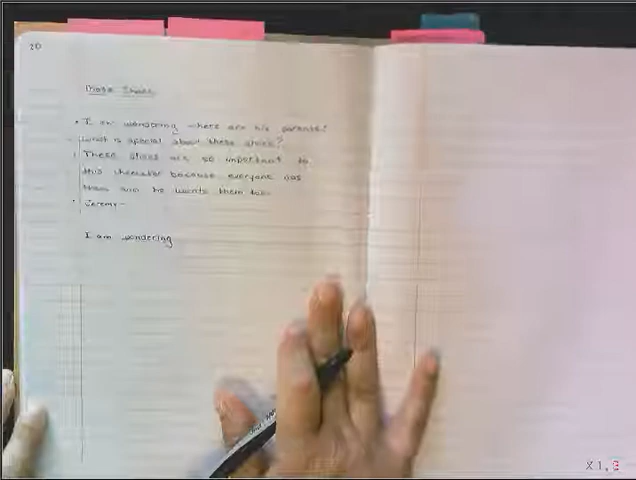 20
Those Shoes
• I am wondering where are his parents?
- What is special about these shoes?
• These shoes are so important to
this character because everyone has
them and he wants them too.
• Jeremy-
I am wondering
X1,